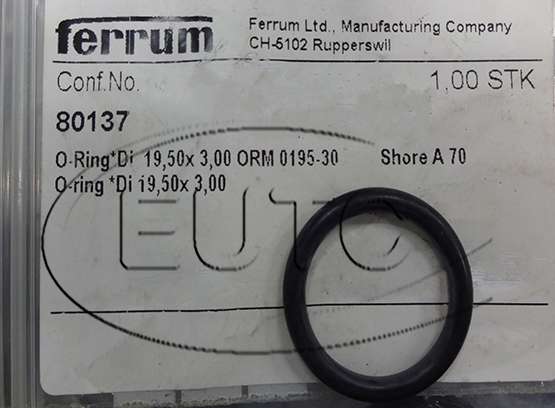 ferrum
Ferrum Ltd., Manufacturing Company
CH-5102 Rupperswil
Conf.No.
1,00 STK
80137
O-Ring*Di 19,50x 3,00 ORM 0195-30 Shore A 70
O-ring *Di 19,50x 3,00
EUTC